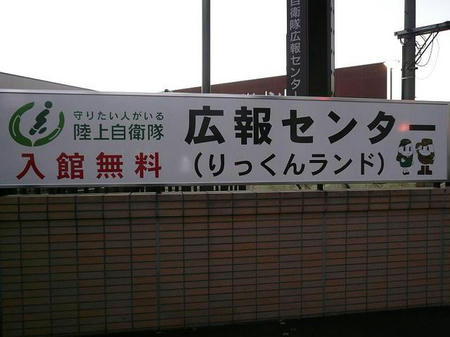 自衛隊広報センター
守りたい人がいる
陸上自衛隊
広報センター
入館無料
(りっくんランド)